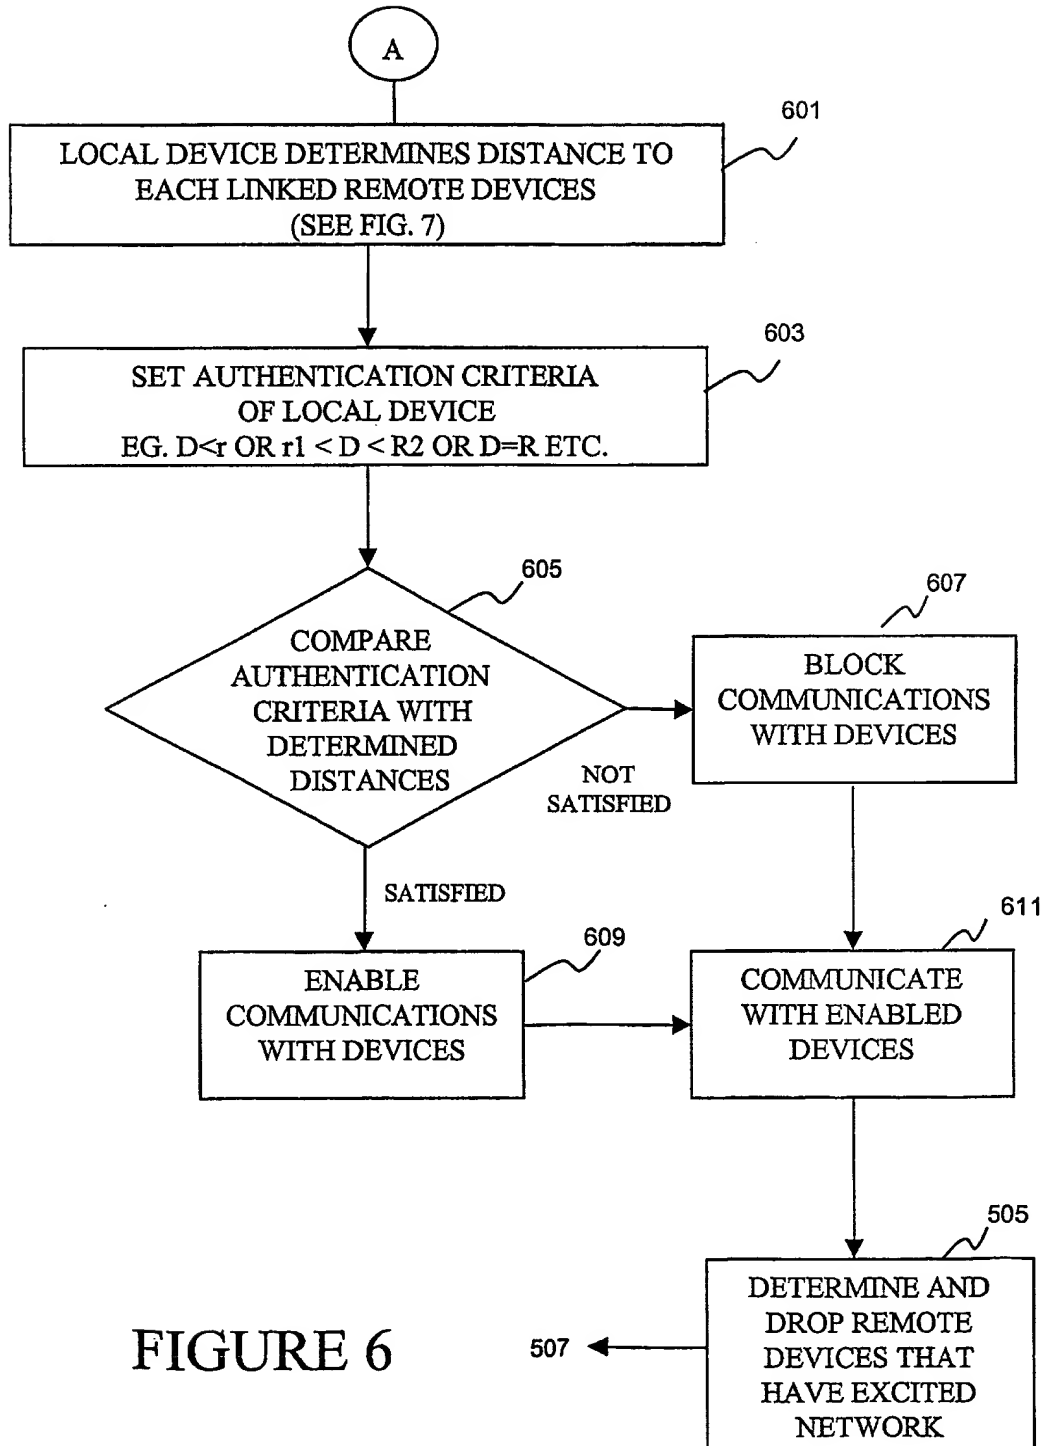 A
601
LOCAL DEVICE DETERMINES DISTANCE TO
EACH LINKED REMOTE DEVICES
(SEE FIG. 7)
603
SET AUTHENTICATION CRITERIA
OF LOCAL DEVICE
EG. D<r OR r1 < D < R2 OR D=R ETC.
605
COMPARE
AUTHENTICATION
CRITERIA WITH
DETERMINED
DISTANCES
607
BLOCK
COMMUNICATIONS
WITH DEVICES
NOT
SATISFIED
SATISFIED
609
ENABLE
COMMUNICATIONS
WITH DEVICES
611
COMMUNICATE
WITH ENABLED
DEVICES
505
DETERMINE AND
DROP REMOTE
DEVICES THAT
HAVE EXCITED
NETWORK
507
FIGURE 6